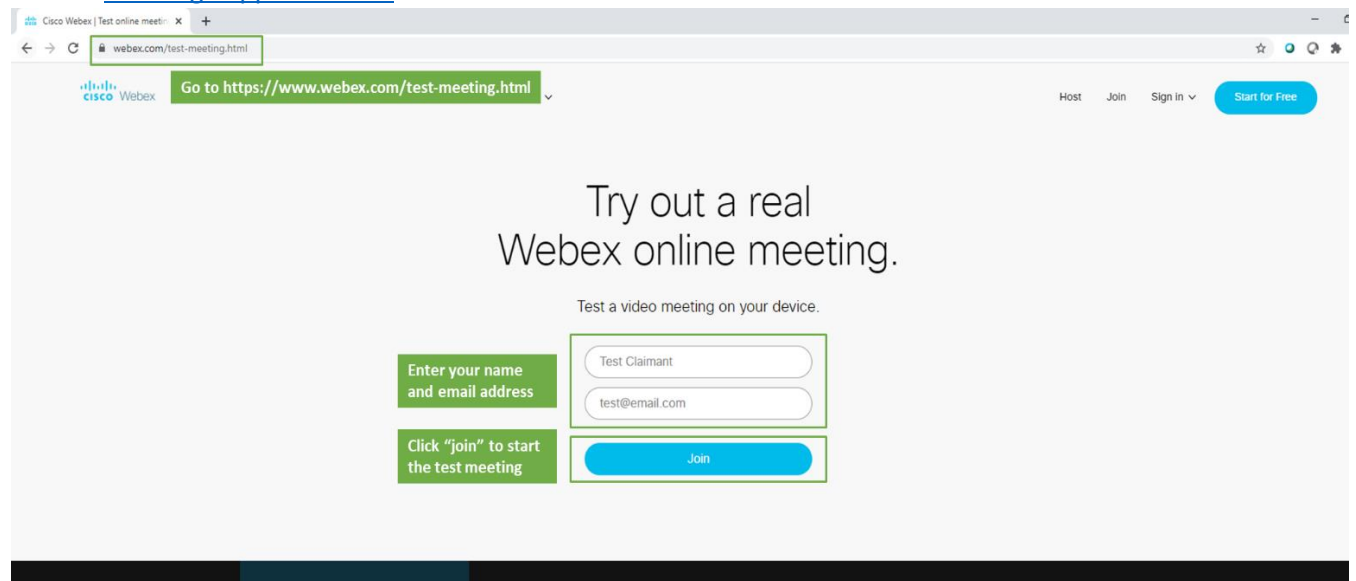 Cisco Webex | Test online meetin
webex.com/test-meeting.html
Go to https://www.webex.com/test-meeting.html
cisco Webex
Host Join Sign in Start for Free
Try out a real
Webex online meeting.
Test a video meeting on your device.
Enter your name
and email address
Test Claimant
test@email.com
Click “join” to start
the test meeting
Join